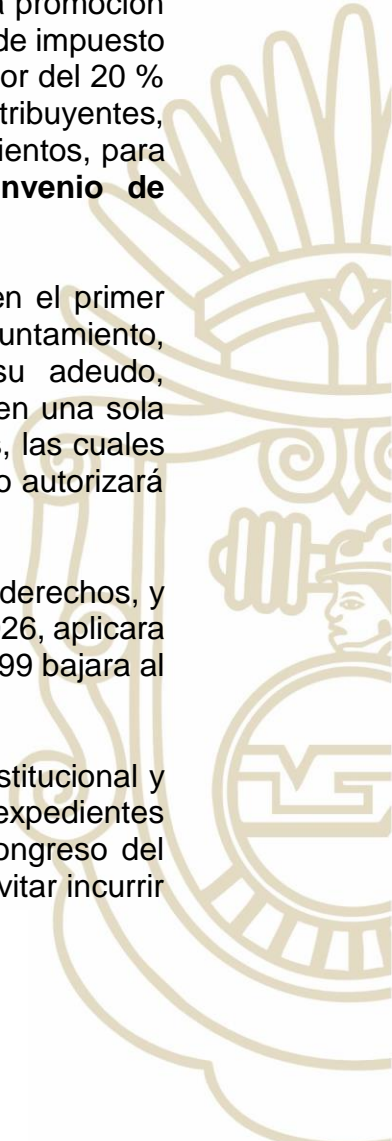 a promoción
de impuesto
or del 20 %
tribuyentes,
ientos, para
nvenio de
en el primer
untamiento,
su adeudo,
en una sola
s, las cuales
o autorizará
derechos, y
26, aplicara
99 bajara al
stitucional y
expedientes
ongreso del
vitar incurrir